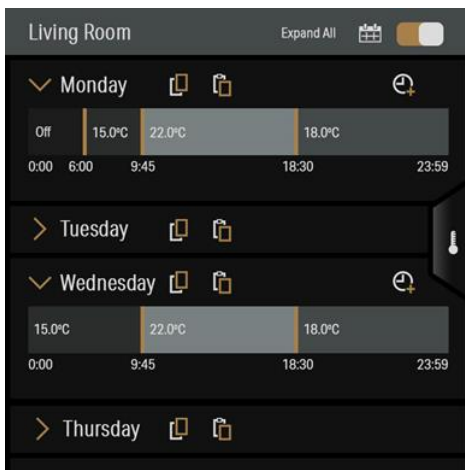 Living Room Expand All
Monday
Off 15.0ºC 22.0ºC 18.0ºC
0:00 6:00 9:45 18:30 23:59
Tuesday
Wednesday
15.0ºC 22.0ºC 18.0ºC
0:00 9:45 18:30 23:59
Thursday